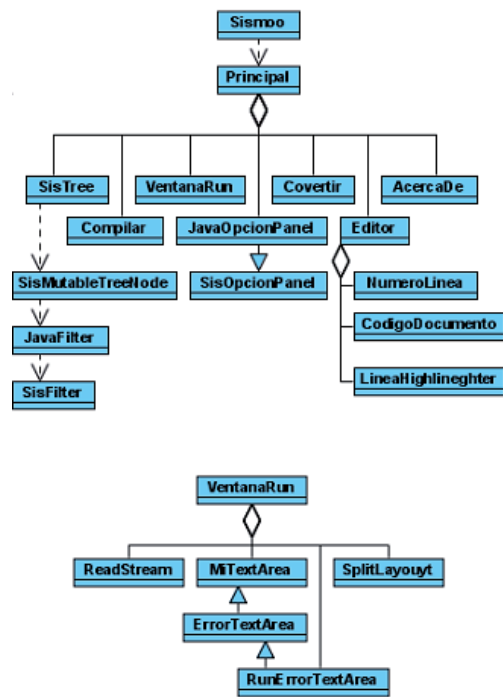 Sismoo
Principal
SisTree
VentanaRun
Covertir
AcercaDe
Compilar
JavaOpcionPanel
Editor
SisMutableTreeNode
SisOpcionPanel
NumeroLinea
JavaFilter
CodigoDocumento
SisFilter
LineaHighlineghter
VentanaRun
ReadStream
MiTextArea
SplitLayouyt
ErrorTextArea
RunErrorTextArea